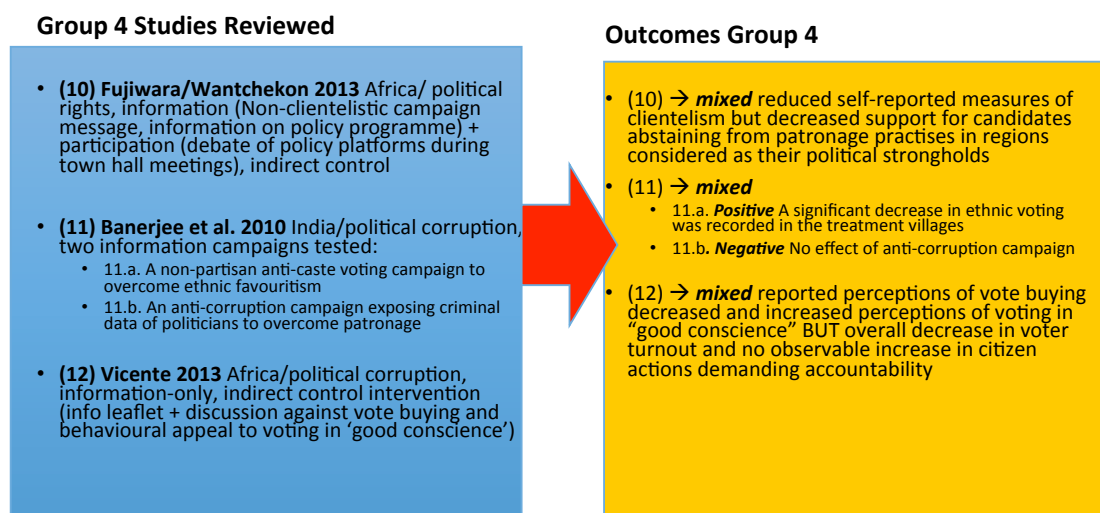 Group 4 Studies Reviewed
• (10) Fujiwara/Wantchekon 2013 Africa/ political
rights, information (Non-clientelistic campaign
message, information on policy programme) +
participation (debate of policy platforms during
town hall meetings), indirect control
• (11) Banerjee et al. 2010 India/political corruption,
two information campaigns tested:
• 11.a. A non-partisan anti-caste voting campaign to
overcome ethnic favouritism
• 11.b. An anti-corruption campaign exposing criminal
data of politicians to overcome patronage
• (12) Vicente 2013 Africa/political corruption,
information-only, indirect control intervention
(info leaflet + discussion against vote buying and
behavioural appeal to voting in ‘good conscience’)
Outcomes Group 4
• (10) → mixed reduced self-reported measures of
clientelism but decreased support for candidates
abstaining from patronage practises in regions
considered as their political strongholds
• (11) → mixed
• 11.a. Positive A significant decrease in ethnic voting
was recorded in the treatment villages
• 11.b. Negative No effect of anti-corruption campaign
• (12) → mixed reported perceptions of vote buying
decreased and increased perceptions of voting in
“good conscience” BUT overall decrease in voter
turnout and no observable increase in citizen
actions demanding accountability